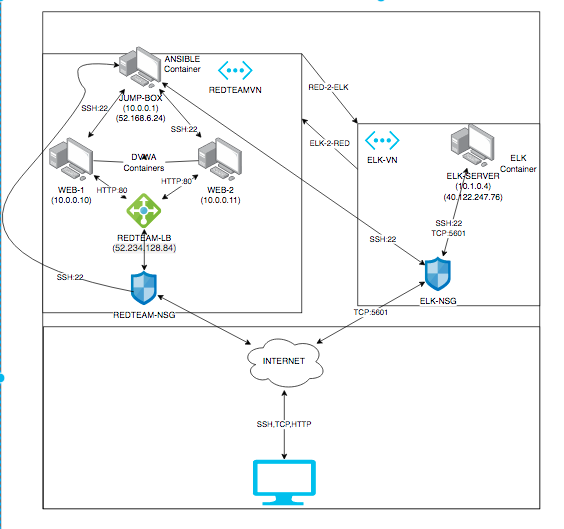 ANSIBLE
Container
REDTEAMVN
JUMP-BOX
(10.0.0.1)
(52.168.6.24)
RED-2-ELK
SSH:22
SSH:22
ELK-2-RED
ELK-VN
ELK
Container
ELK-SERVER
(10.1.0.4)
(40.122.247.76)
DVWA
Containers
WEB-1
(10.0.0.10)
HTTP:80
HTTP:80
WEB-2
(10.0.0.11)
REDTEAM-LB
(52.234.128.84)
SSH:22
SSH:22
TCP:5601
SSH:22
REDTEAM-NSG
ELK-NSG
TCP:5601
INTERNET
SSH,TCP,HTTP